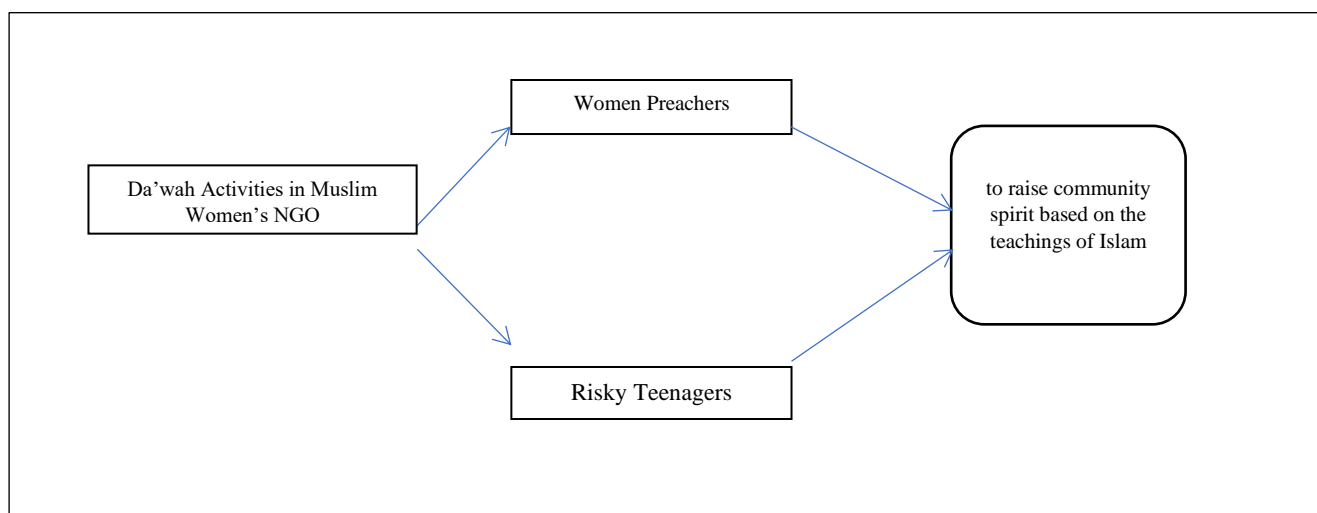 Women Preachers
Da’wah Activities in Muslim
Women’s NGO
to raise community
spirit based on the
teachings of Islam
Risky Teenagers